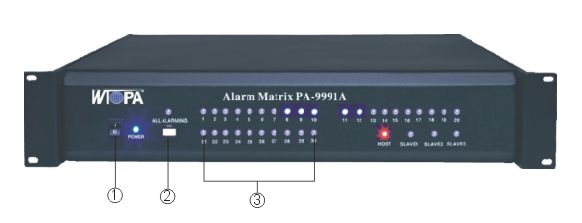 WTOPA
Alarm Matrix PA-9991A
ALL ALARMING
POWER
1 2 3 4 5 6 7 8 9 10 11 12 13 14 15 16 17 18 19 20
21 22 23 24 25 26 27 28 29 30
HOST SLAVE1 SLAVE2 SLAVE3
① ② ③